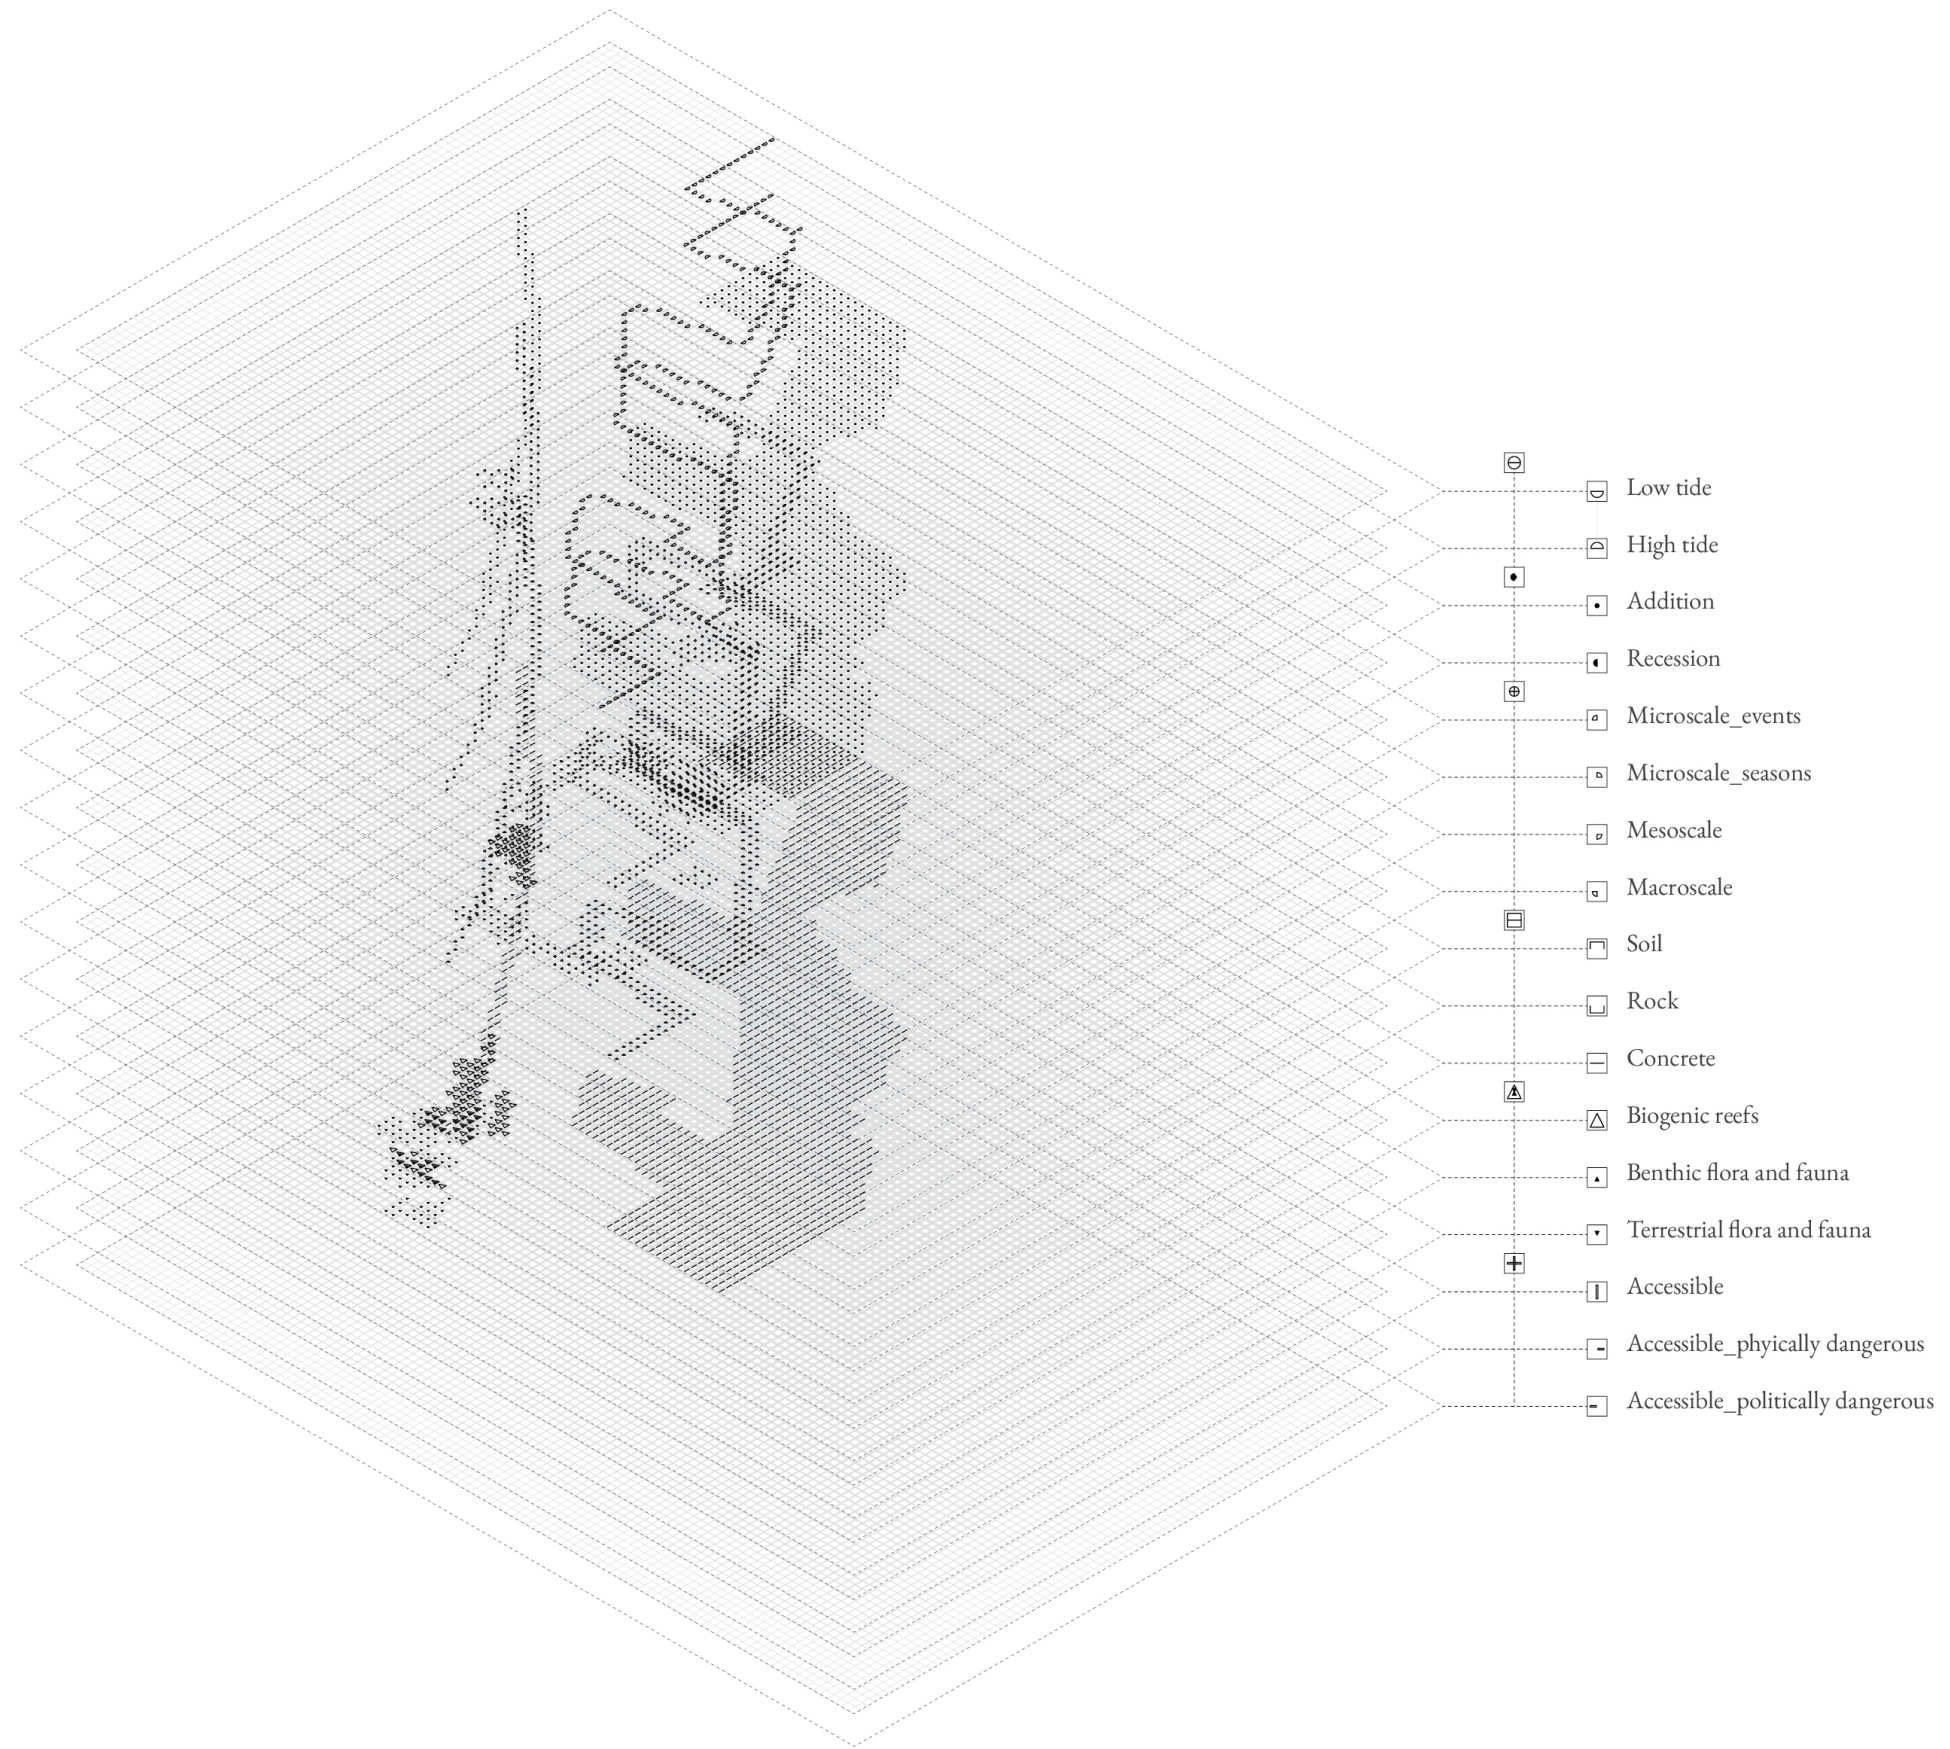 Low tide
High tide
Addition
Recession
Microscale_events
Microscale_seasons
Mesoscale
Macroscale
Soil
Rock
Concrete
Biogenic reefs
Benthic flora and fauna
Terrestrial flora and fauna
Accessible
Accessible_phyically dangerous
Accessible_politically dangerous